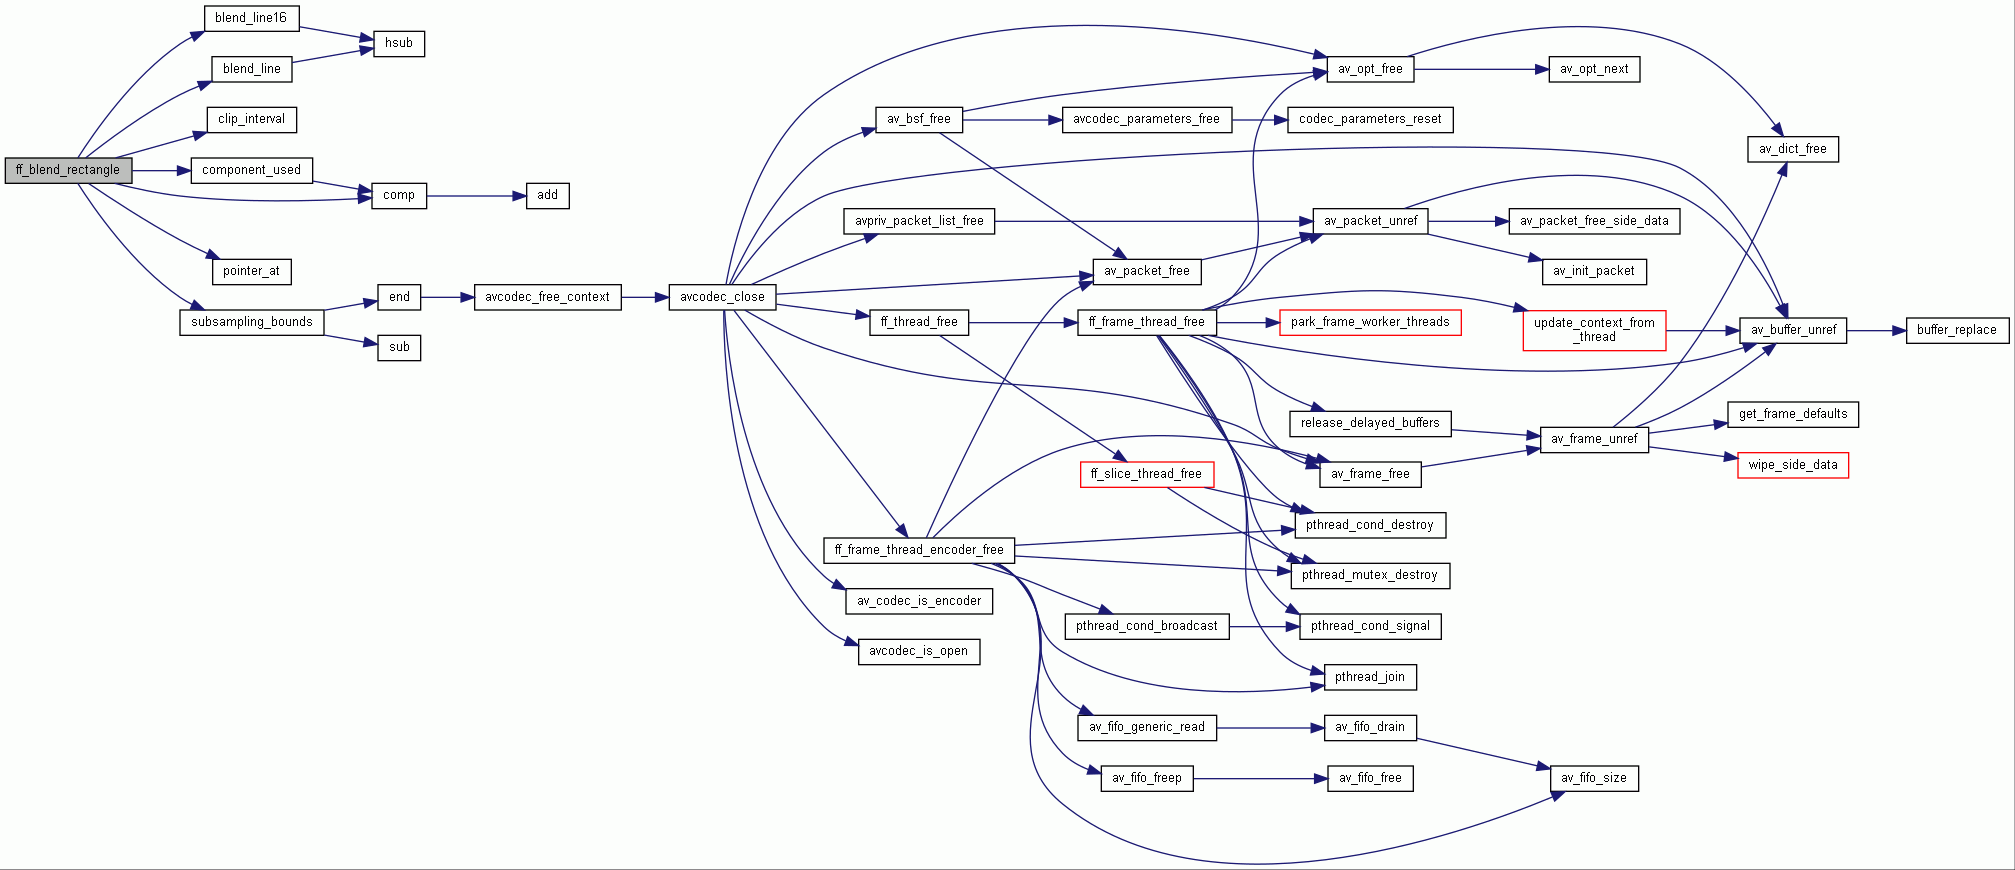 blend_line16
hsub
blend_line
clip_interval
ff_blend_rectangle
component_used
comp
add
pointer_at
subsampling_bounds
end
sub
avcodec_free_context
avcodec_close
av_bsf_free
avcodec_parameters_free
codec_parameters_reset
av_opt_free
av_opt_next
av_dict_free
avpriv_packet_list_free
av_packet_free
av_packet_unref
av_packet_free_side_data
av_init_packet
ff_thread_free
ff_frame_thread_free
park_frame_worker_threads
update_context_from
_thread
av_buffer_unref
buffer_replace
release_delayed_buffers
av_frame_unref
get_frame_defaults
wipe_side_data
ff_slice_thread_free
av_frame_free
pthread_cond_destroy
ff_frame_thread_encoder_free
pthread_mutex_destroy
av_codec_is_encoder
pthread_cond_broadcast
pthread_cond_signal
avcodec_is_open
pthread_join
av_fifo_generic_read
av_fifo_drain
av_fifo_freep
av_fifo_free
av_fifo_size